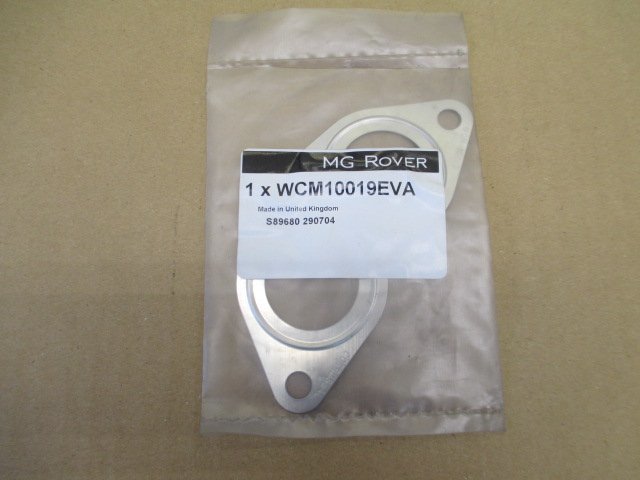 MG ROVER
1 x WCM10019EVA
Made in United Kingdom
S89680 290704